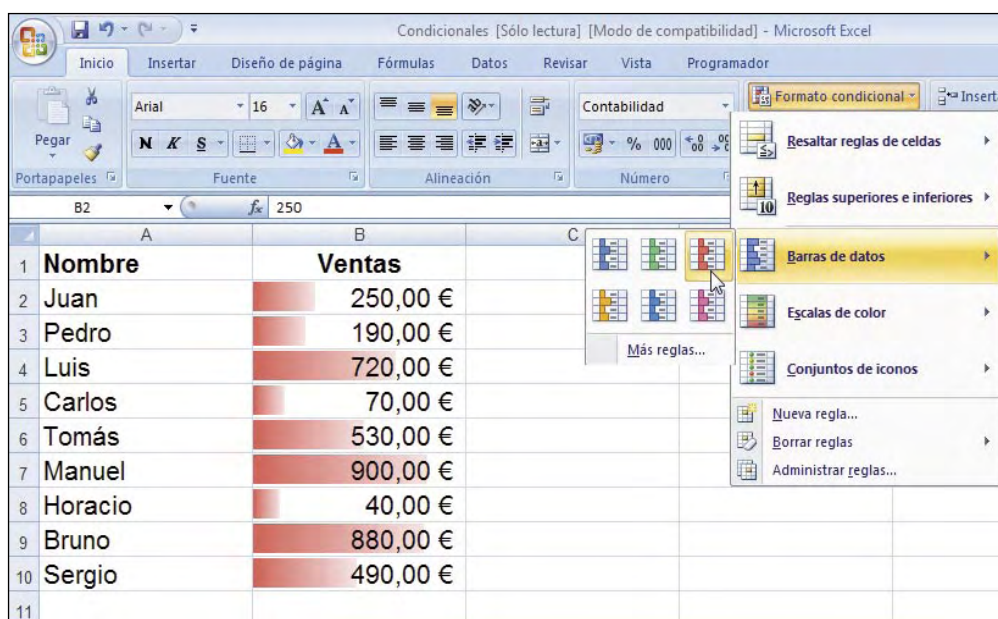 Condicionales [Sólo lectura] [Modo de compatibilidad] - Microsoft Excel
Inicio Insertar Diseño de página Fórmulas Datos Revisar Vista Programador
Pegar
Arial 16 A A
N K S A
Contabilidad
% 000
Formato condicional
Insert
Portapapeles Fuente Alineación Número
B2 fx 250
A B C
1 Nombre Ventas
2 Juan 250,00 €
3 Pedro 190,00 €
4 Luis 720,00 €
5 Carlos 70,00 €
6 Tomás 530,00 €
7 Manuel 900,00 €
8 Horacio 40,00 €
9 Bruno 880,00 €
10 Sergio 490,00 €
11
Resaltar reglas de celdas
10 Reglas superiores e inferiores
Barras de datos
Escalas de color
Conjuntos de iconos
Nueva regla...
Borrar reglas
Administrar reglas...
Más reglas...